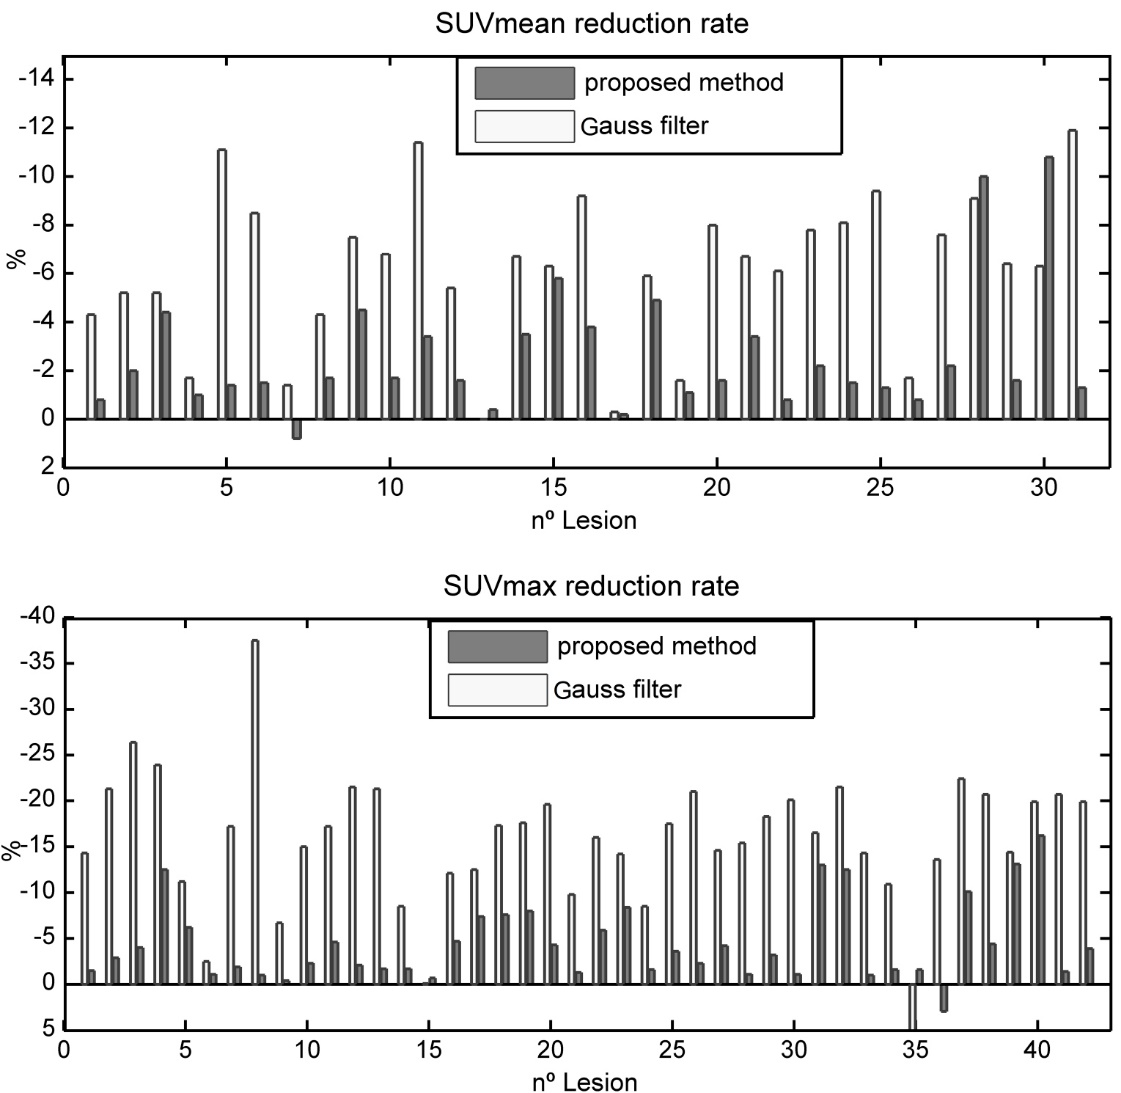 SUVmean reduction rate
proposed method
Gauss filter
-14
-12
-10
-8
-6
-4
-2
0
2
%
0 5 10 15 20 25 30
nº Lesion
SUVmax reduction rate
proposed method
Gauss filter
-40
-35
-30
-25
-20
-15
-10
-5
0
5
%
0 5 10 15 20 25 30 35 40
nº Lesion